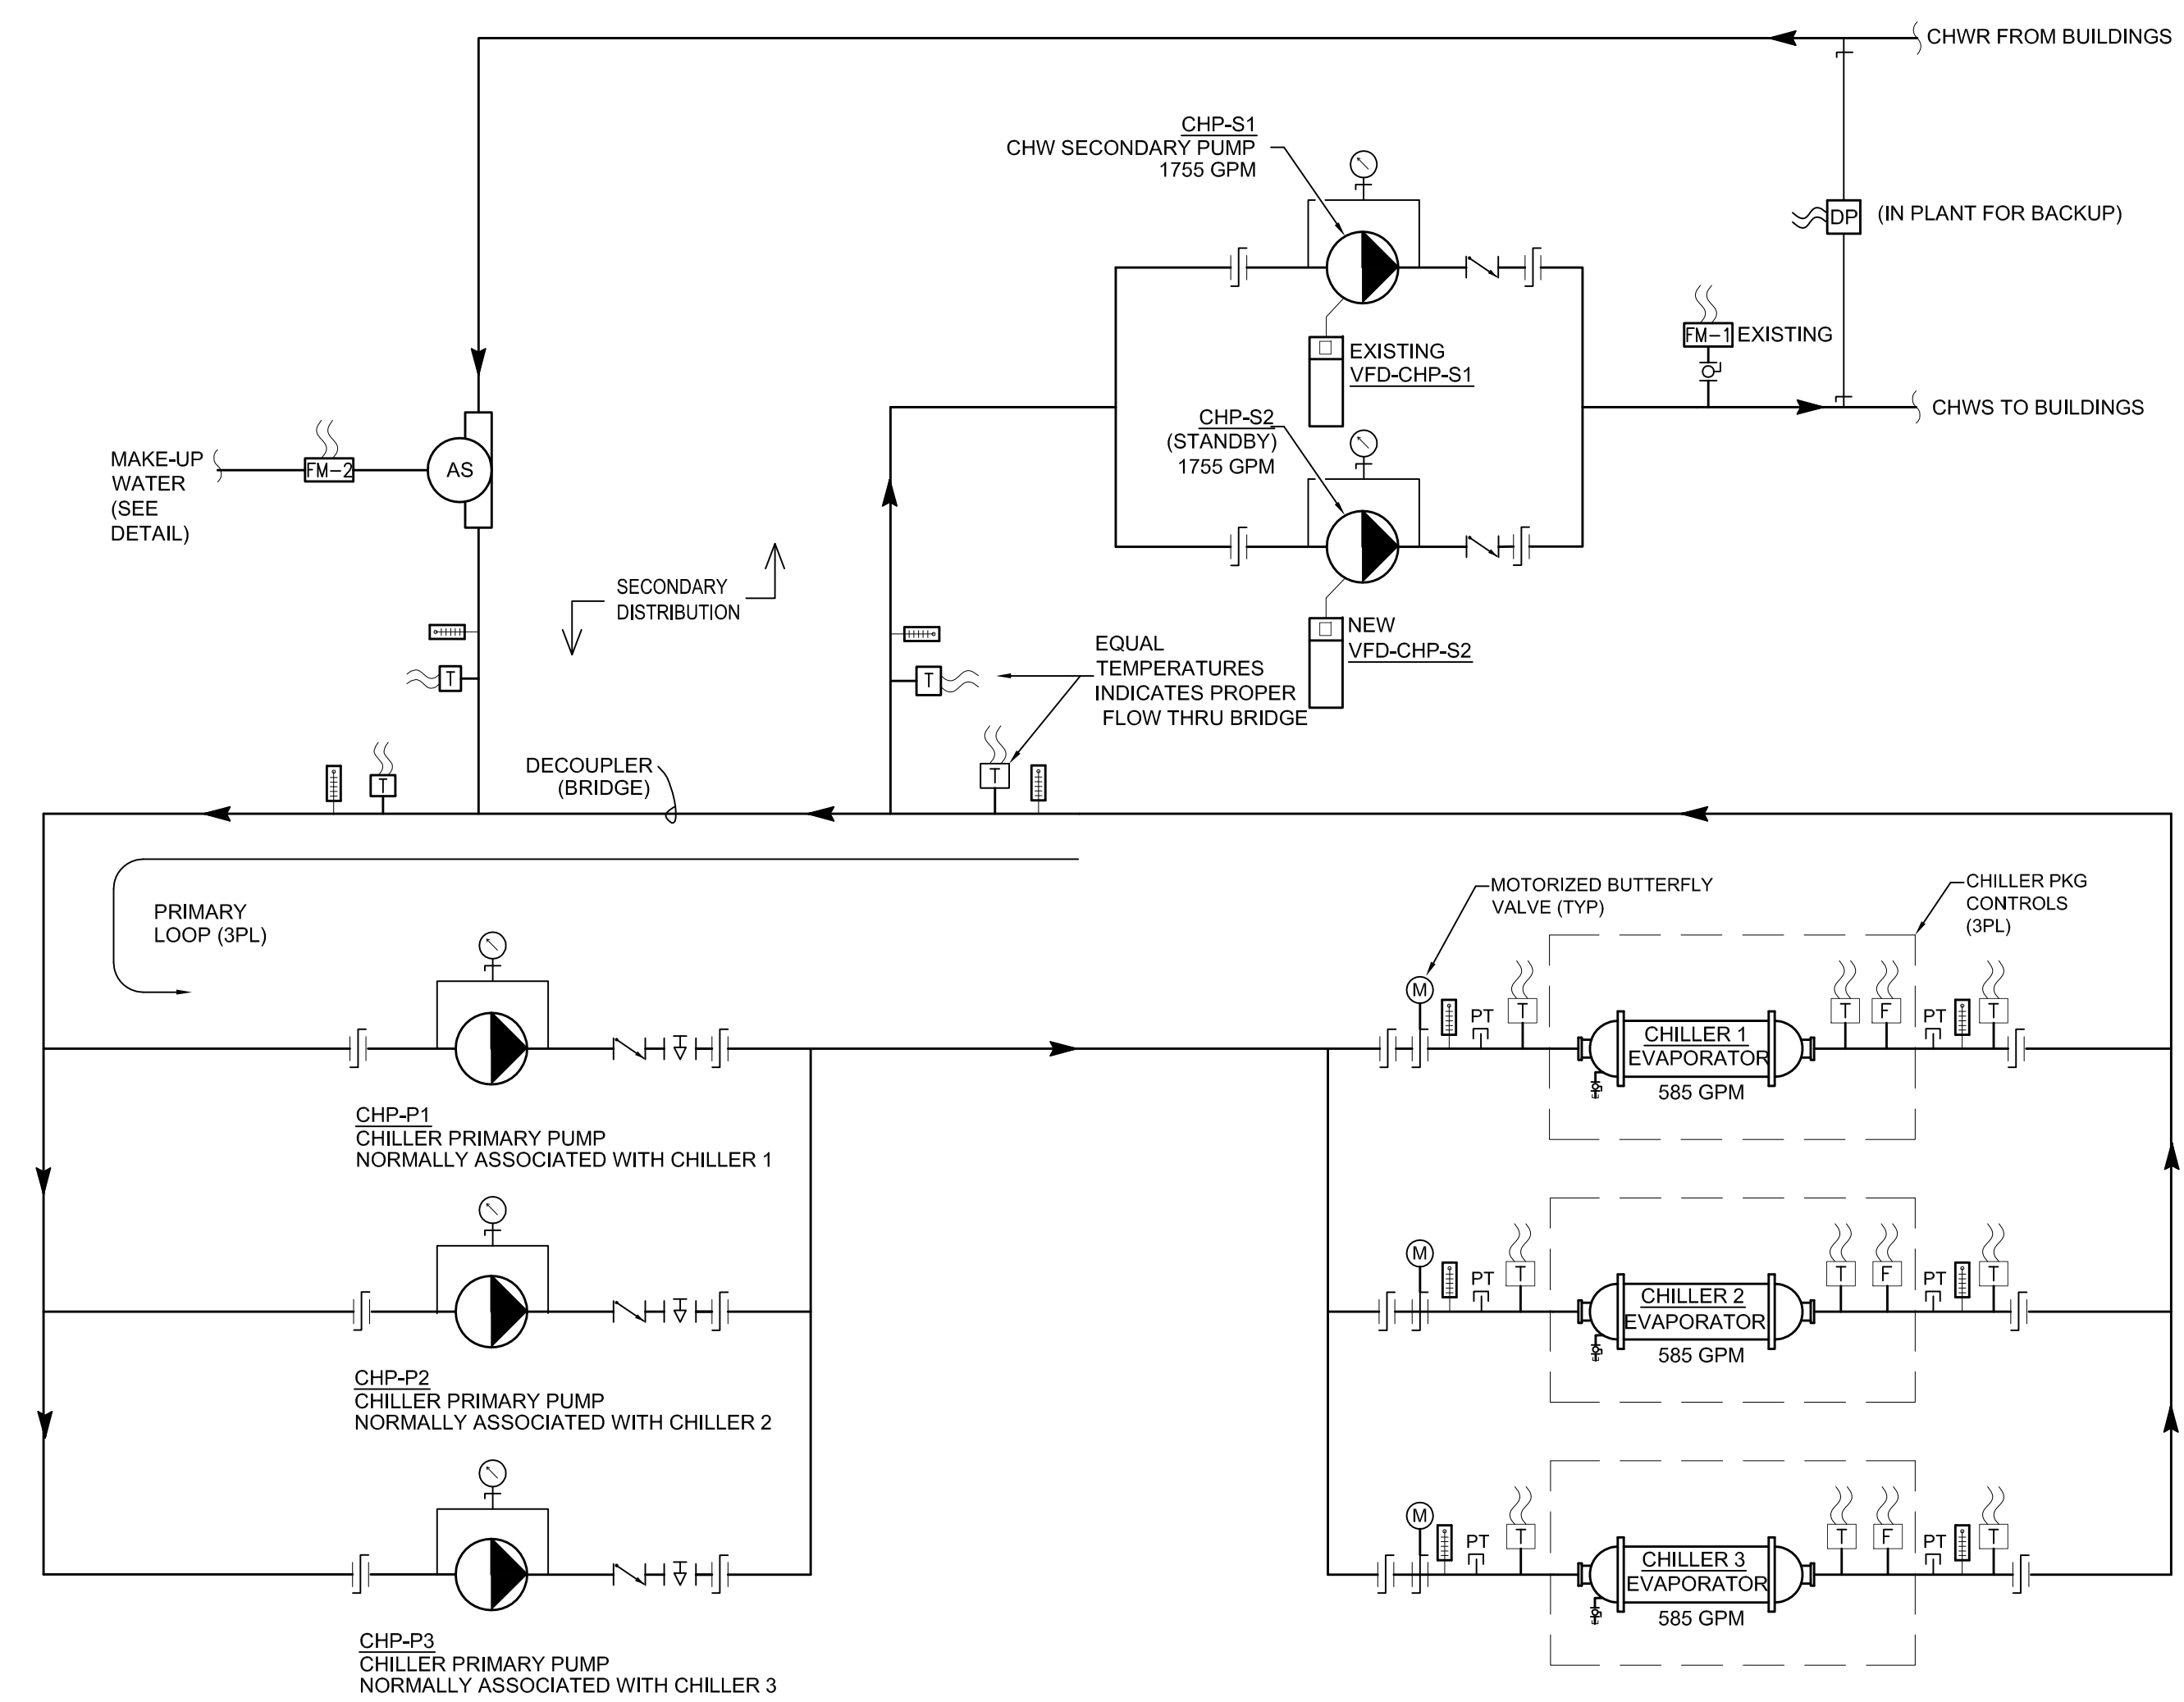 CHWR FROM BUILDINGS
CHP-S1
CHW SECONDARY PUMP
1755 GPM
DP
(IN PLANT FOR BACKUP)
FM-1
EXISTING
EXISTING
VFD-CHP-S1
CHWS TO BUILDINGS
CHP-S2
(STANDBY)
1755 GPM
MAKE-UP
WATER
(SEE
DETAIL)
FM-2
AS
SECONDARY
DISTRIBUTION
NEW
VFD-CHP-S2
T
T
EQUAL
TEMPERATURES
INDICATES PROPER
FLOW THRU BRIDGE
T
DECOUPLER
(BRIDGE)
T
PRIMARY
LOOP (3PL)
MOTORIZED BUTTERFLY
VALVE (TYP)
CHILLER PKG
CONTROLS
(3PL)
M
PT
T
CHILLER 1
EVAPORATOR
585 GPM
T
F
PT
T
CHP-P1
CHILLER PRIMARY PUMP
NORMALLY ASSOCIATED WITH CHILLER 1
M
PT
T
CHILLER 2
EVAPORATOR
585 GPM
T
F
PT
T
CHP-P2
CHILLER PRIMARY PUMP
NORMALLY ASSOCIATED WITH CHILLER 2
M
PT
T
CHILLER 3
EVAPORATOR
585 GPM
T
F
PT
T
CHP-P3
CHILLER PRIMARY PUMP
NORMALLY ASSOCIATED WITH CHILLER 3